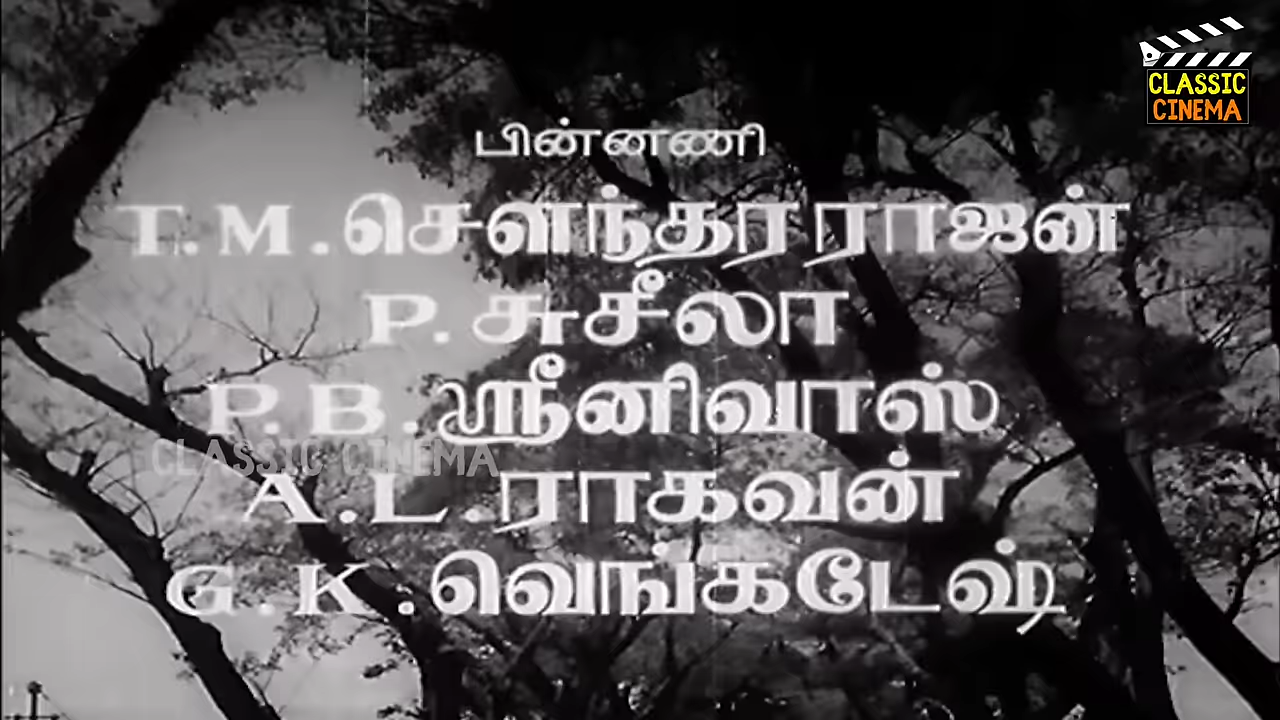 CLASSIC
CINEMA
பின்னணி
T.M.சௌந்தரராஜன்
P.சுசீலா
P.B.ஸ்ரீனிவாஸ்
CLASSIC CINEMA
A.L.ராகவன்
G.K.வெங்கடேஷ்